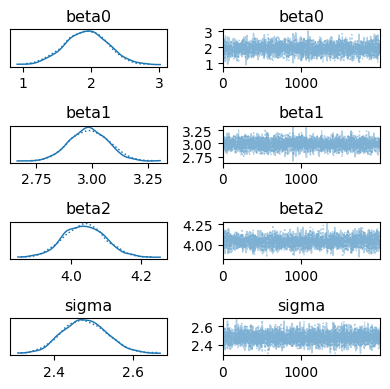 beta0 beta0
3
2
1
1 2 3 0 1000
beta1 beta1
3.25
3.00
2.75
2.75 3.00 3.25 0 1000
beta2 beta2
4.25
4.00
4.0 4.2 0 1000
sigma sigma
2.6
2.4
2.4 2.6 0 1000